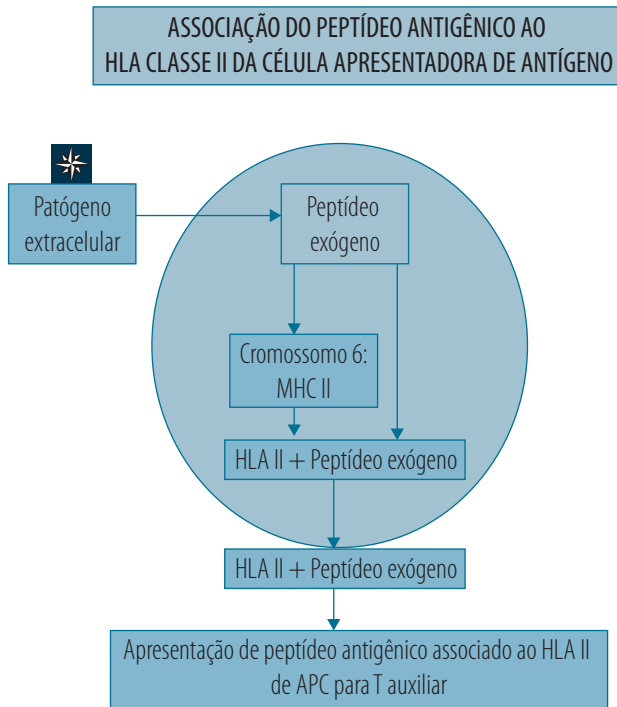 ASSOCIAÇÃO DO PEPTÍDEO ANTIGÊNICO AO
HLA CLASSE II DA CÉLULA APRESENTADORA DE ANTÍGENO
Patógeno
extracelular
Peptídeo
exógeno
Cromossomo 6:
MHC II
HLA II + Peptídeo exógeno
HLA II + Peptídeo exógeno
Apresentação de peptídeo antigênico associado ao HLA II
de APC para T auxiliar